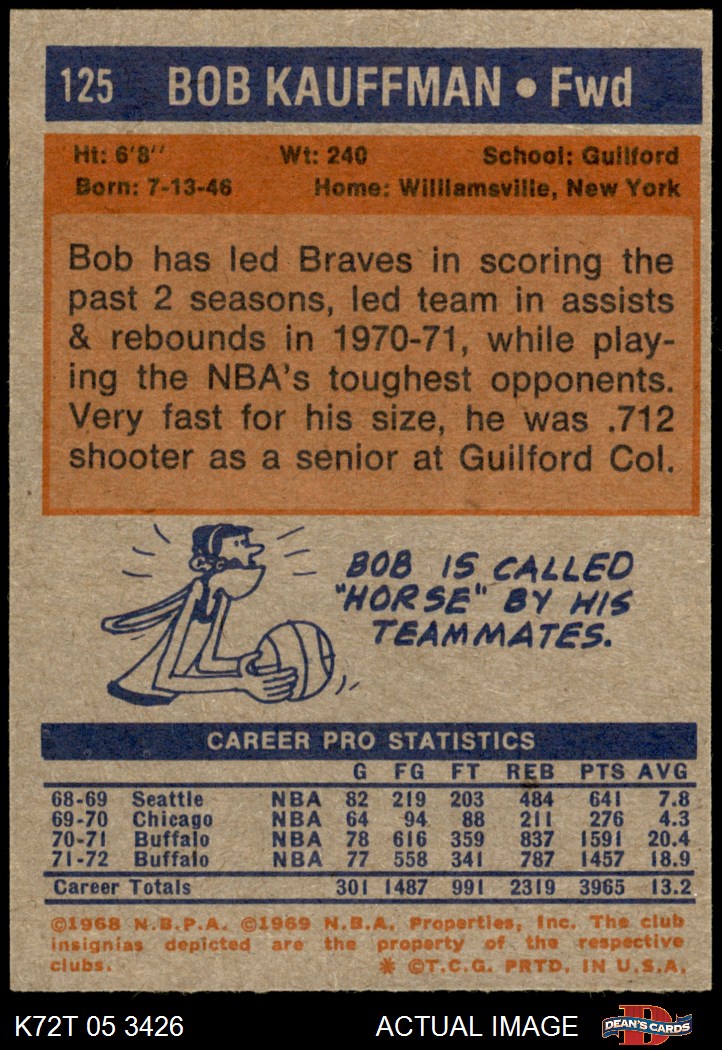 125 BOB KAUFFMAN • Fwd
Ht: 6'8'' Wt: 240 School: Guilford
Born: 7-13-46 Home: Williamsville, New York
Bob has led Braves in scoring the
past 2 seasons, led team in assists
& rebounds in 1970-71, while play-
ing the NBA's toughest opponents.
Very fast for his size, he was .712
shooter as a senior at Guilford Col.
BOB IS CALLED
"HORSE" BY HIS
TEAMMATES.
CAREER PRO STATISTICS
G FG FT REB PTS AVG
68-69 Seattle NBA 82 219 203 484 641 7.8
69-70 Chicago NBA 64 94 88 211 276 4.3
70-71 Buffalo NBA 78 616 359 837 1591 20.4
71-72 Buffalo NBA 77 558 341 787 1457 18.9
Career Totals 301 1487 991 2319 3965 13.2
©1968 N.B.P.A. ©1969 N.B.A. Properties, Inc. The club
insignias depicted are the property of the respective
clubs. * ©T.C.G. PRTD. IN U.S.A.
K72T 05 3426 ACTUAL IMAGE D DEAN'S CARDS